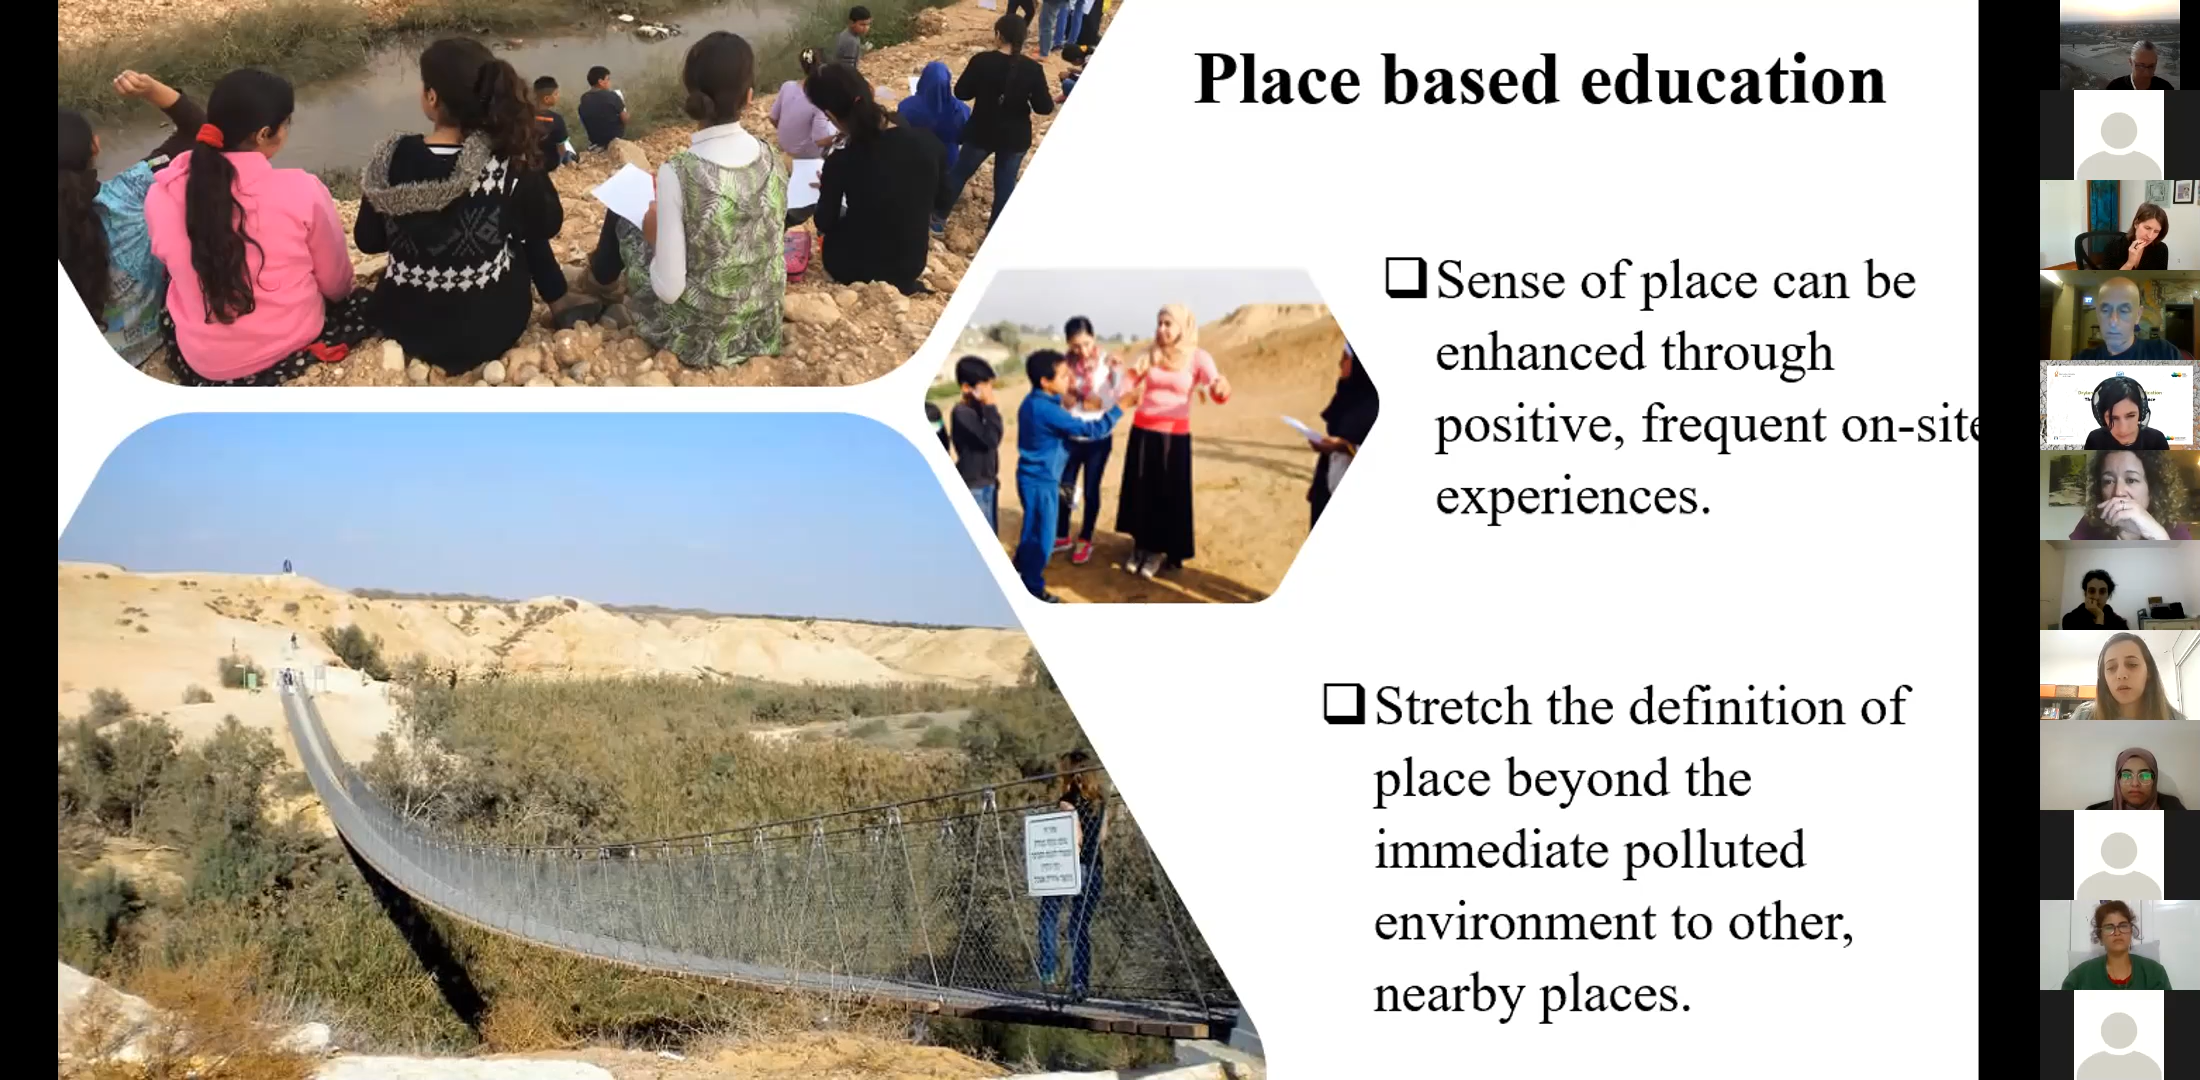 Place based education
Sense of place can be
enhanced through
positive, frequent on-site
experiences.
Stretch the definition of
place beyond the
immediate polluted
environment to other,
nearby places.